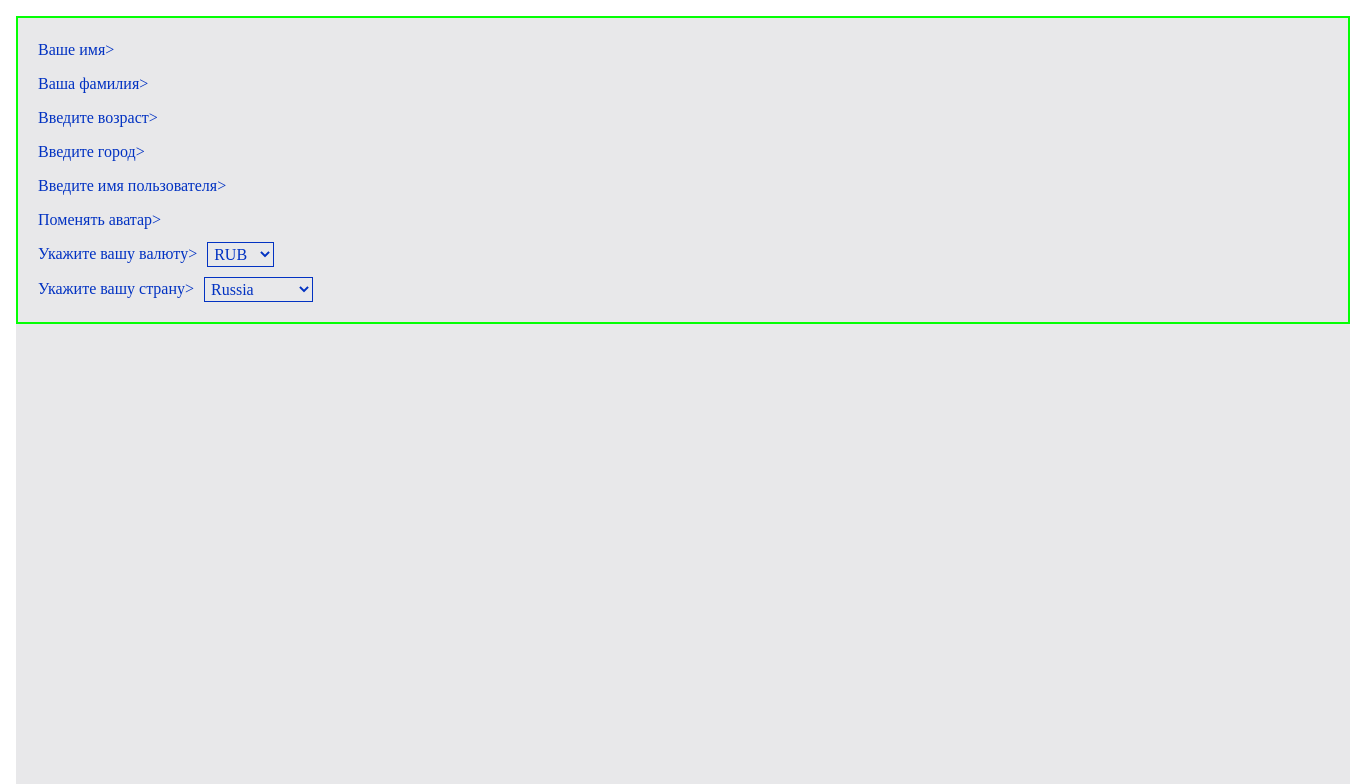 Ваше имя>
Ваша фамилия>
Введите возраст>
Введите город>
Введите имя пользователя>
Поменять аватар>
Укажите вашу валюту> RUB
Укажите вашу страну> Russia